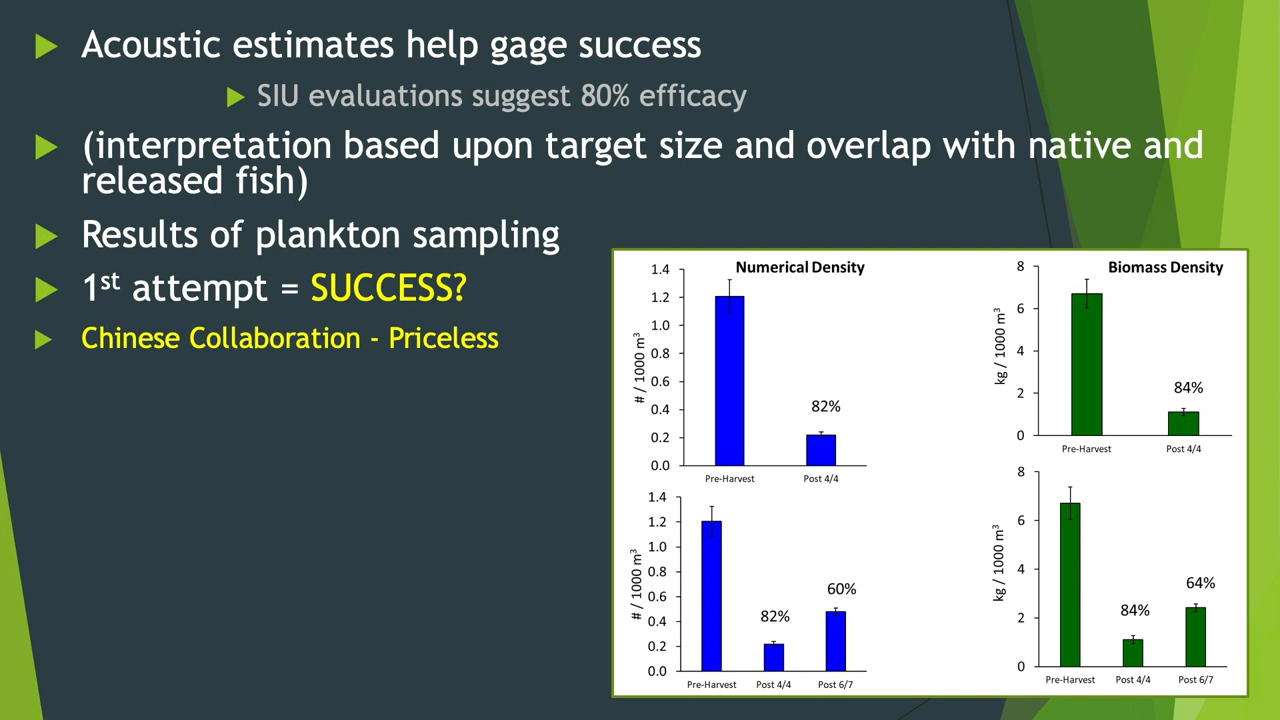 Acoustic estimates help gage success
SIU evaluations suggest 80% efficacy
(interpretation based upon target size and overlap with native and
released fish)
Results of plankton sampling
1st attempt = SUCCESS?
Chinese Collaboration - Priceless
Numerical Density
# / 1000 m³
1.4
1.2
1.0
0.8
0.6
0.4
0.2
0.0
82%
Pre-Harvest
Post 4/4
Biomass Density
kg / 1000 m³
8
6
4
2
0
84%
Pre-Harvest
Post 4/4
# / 1000 m³
1.4
1.2
1.0
0.8
0.6
0.4
0.2
0.0
82%
60%
Pre-Harvest
Post 4/4
Post 6/7
kg / 1000 m³
8
6
4
2
0
84%
64%
Pre-Harvest
Post 4/4
Post 6/7